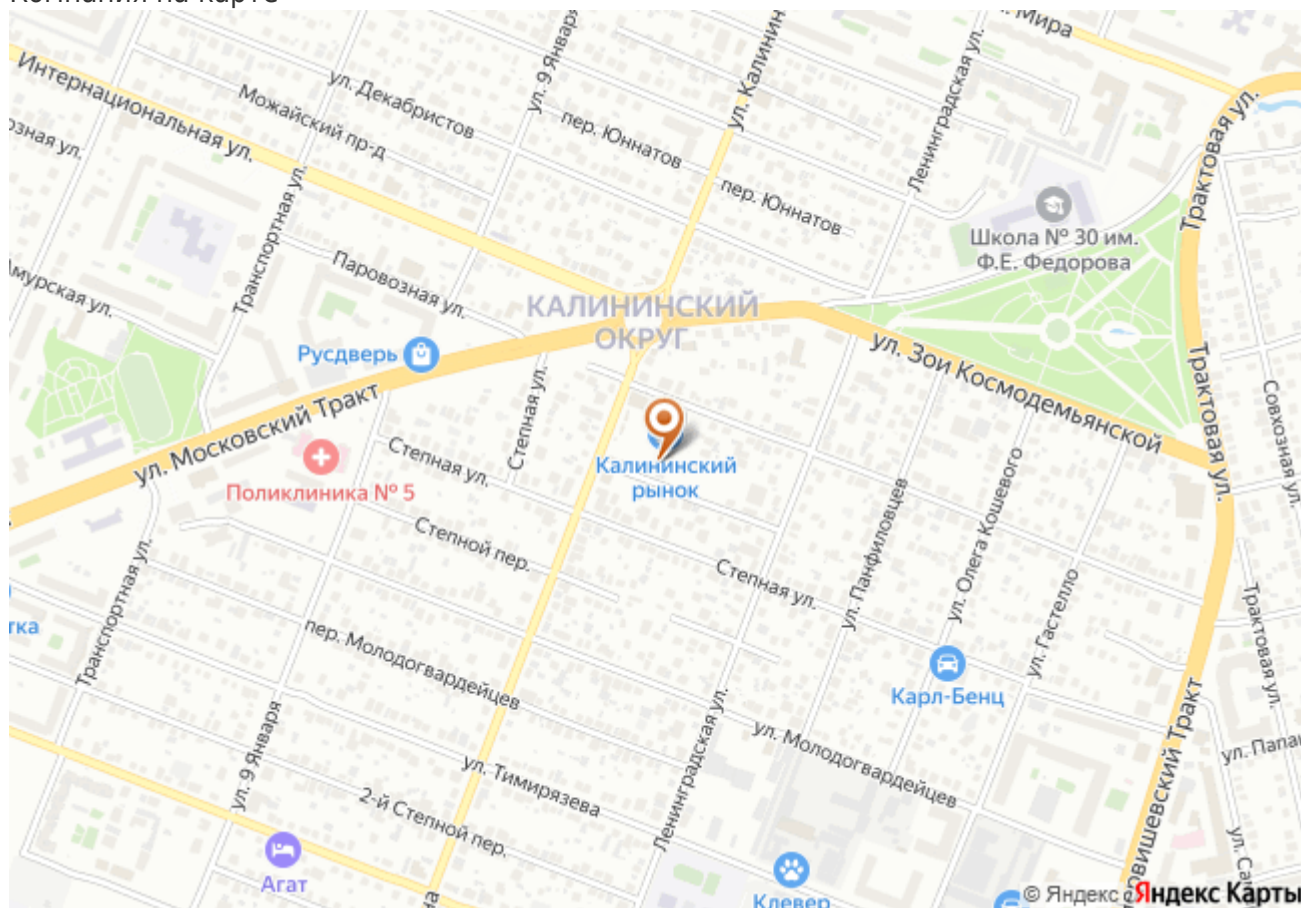 . Мира
ул. 9 Января
ул. Калинин
Ленинградская ул.
Интернациональная ул.
ул. Декабристов
Можайский пр-д
пер. Юннатов
пер. Юннатов
Трактовая ул.
Транспортная ул.
Школа № 30 им.
Ф.Е. Федорова
Паровозная ул.
КАЛИНИНСКИЙ
ОКРУГ
Русдверь
ул. Зои Космодемьянской
Трактовая ул.
Совхозная ул.
ул. Московский Тракт
Степная ул.
Степная ул.
Калининский
рынок
Поликлиника № 5
Степной пер.
Степная ул.
ул. Панфиловцев
ул. Олега Кошевого
ул. Гастелло
Трактовая ул.
Транспортная ул.
пер. Молодогвардейцев
Карл-Бенц
ул. 9 Января
Ленинградская ул.
ул. Молодогвардейцев
ул. Тимирязева
2-й Степной пер.
Агат
Клевер
© Яндекс
Яндекс Карты